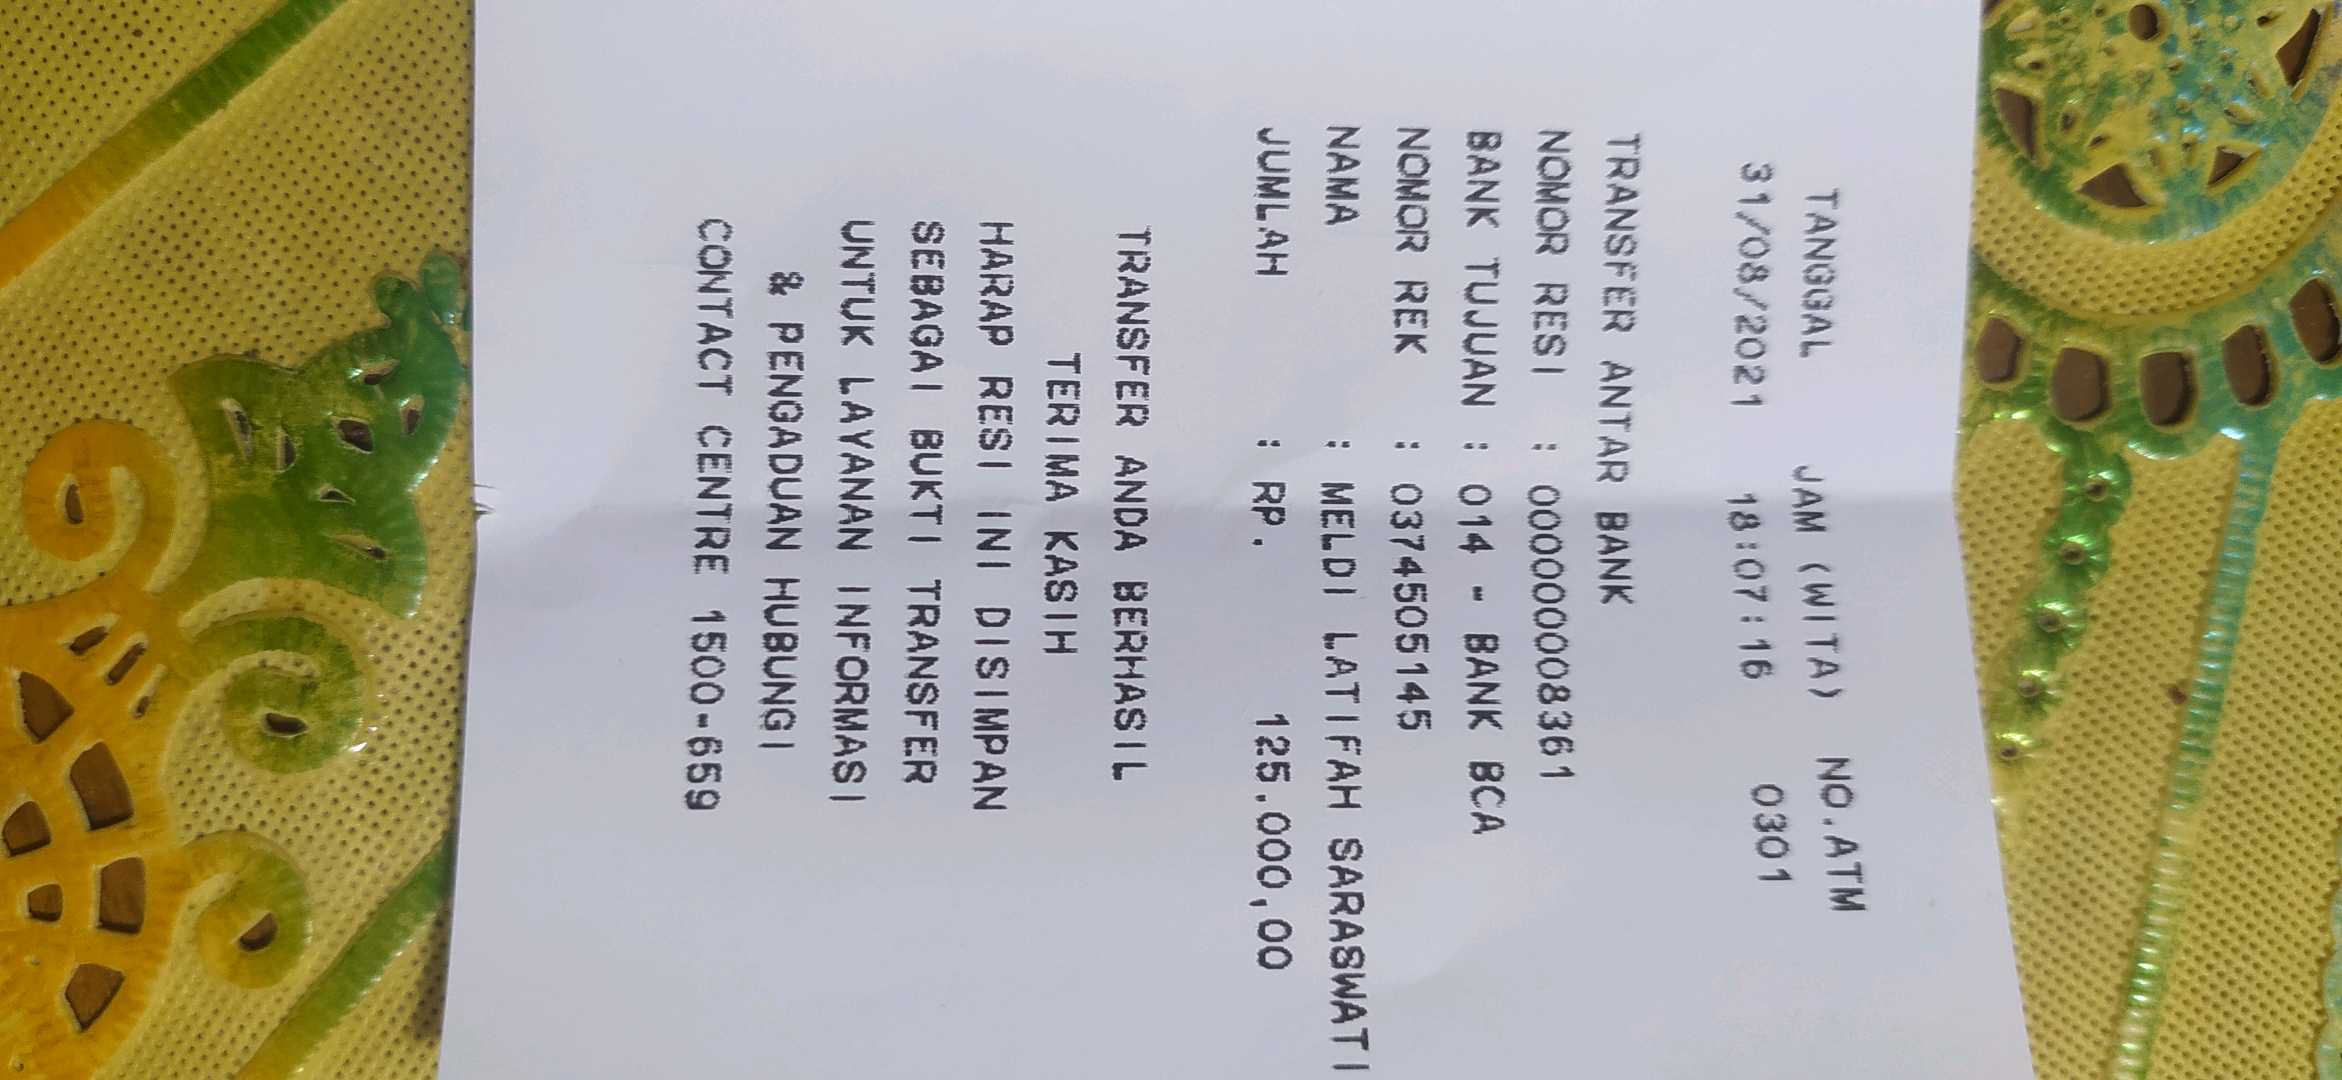 TANGGAL JAM (WITA) NO.ATM
31/08/2021 18:07:16 0301
TRANSFER ANTAR BANK
NOMOR RESI : 000000008361
BANK TUJUAN : 014 - BANK BCA
NOMOR REK : 0374505145
NAMA : MELDI LATIFAH SARASWATI
JUMLAH : RP. 125.000,00
TRANSFER ANDA BERHASIL
TERIMA KASIH
HARAP RESI INI DISIMPAN
SEBAGAI BUKTI TRANSFER
UNTUK LAYANAN INFORMASI
& PENGADUAN HUBUNGI
CONTACT CENTRE 1500-659